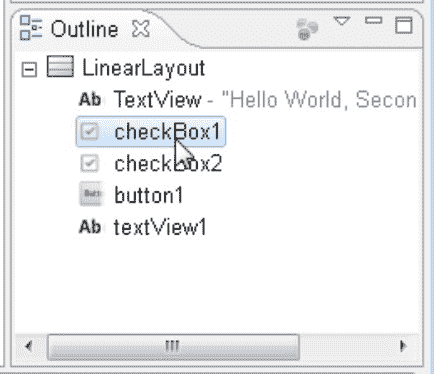 Outline
LinearLayout
Ab TextView - "Hello World, Secon
checkBox1
checkBox2
button1
Ab textView1